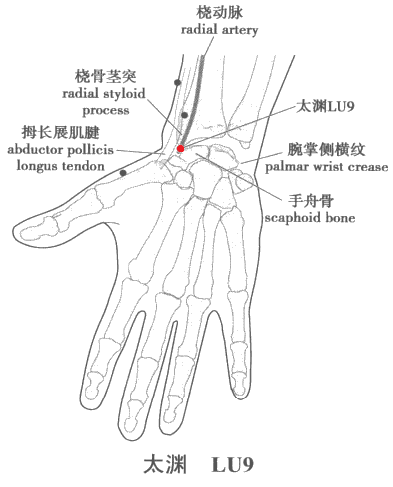 桡动脉
radial artery
桡骨茎突
radial styloid
process
太渊LU9
拇长展肌腱
abductor pollicis
longus tendon
腕掌侧横纹
palmar wrist crease
手舟骨
scaphoid bone
太渊 LU9